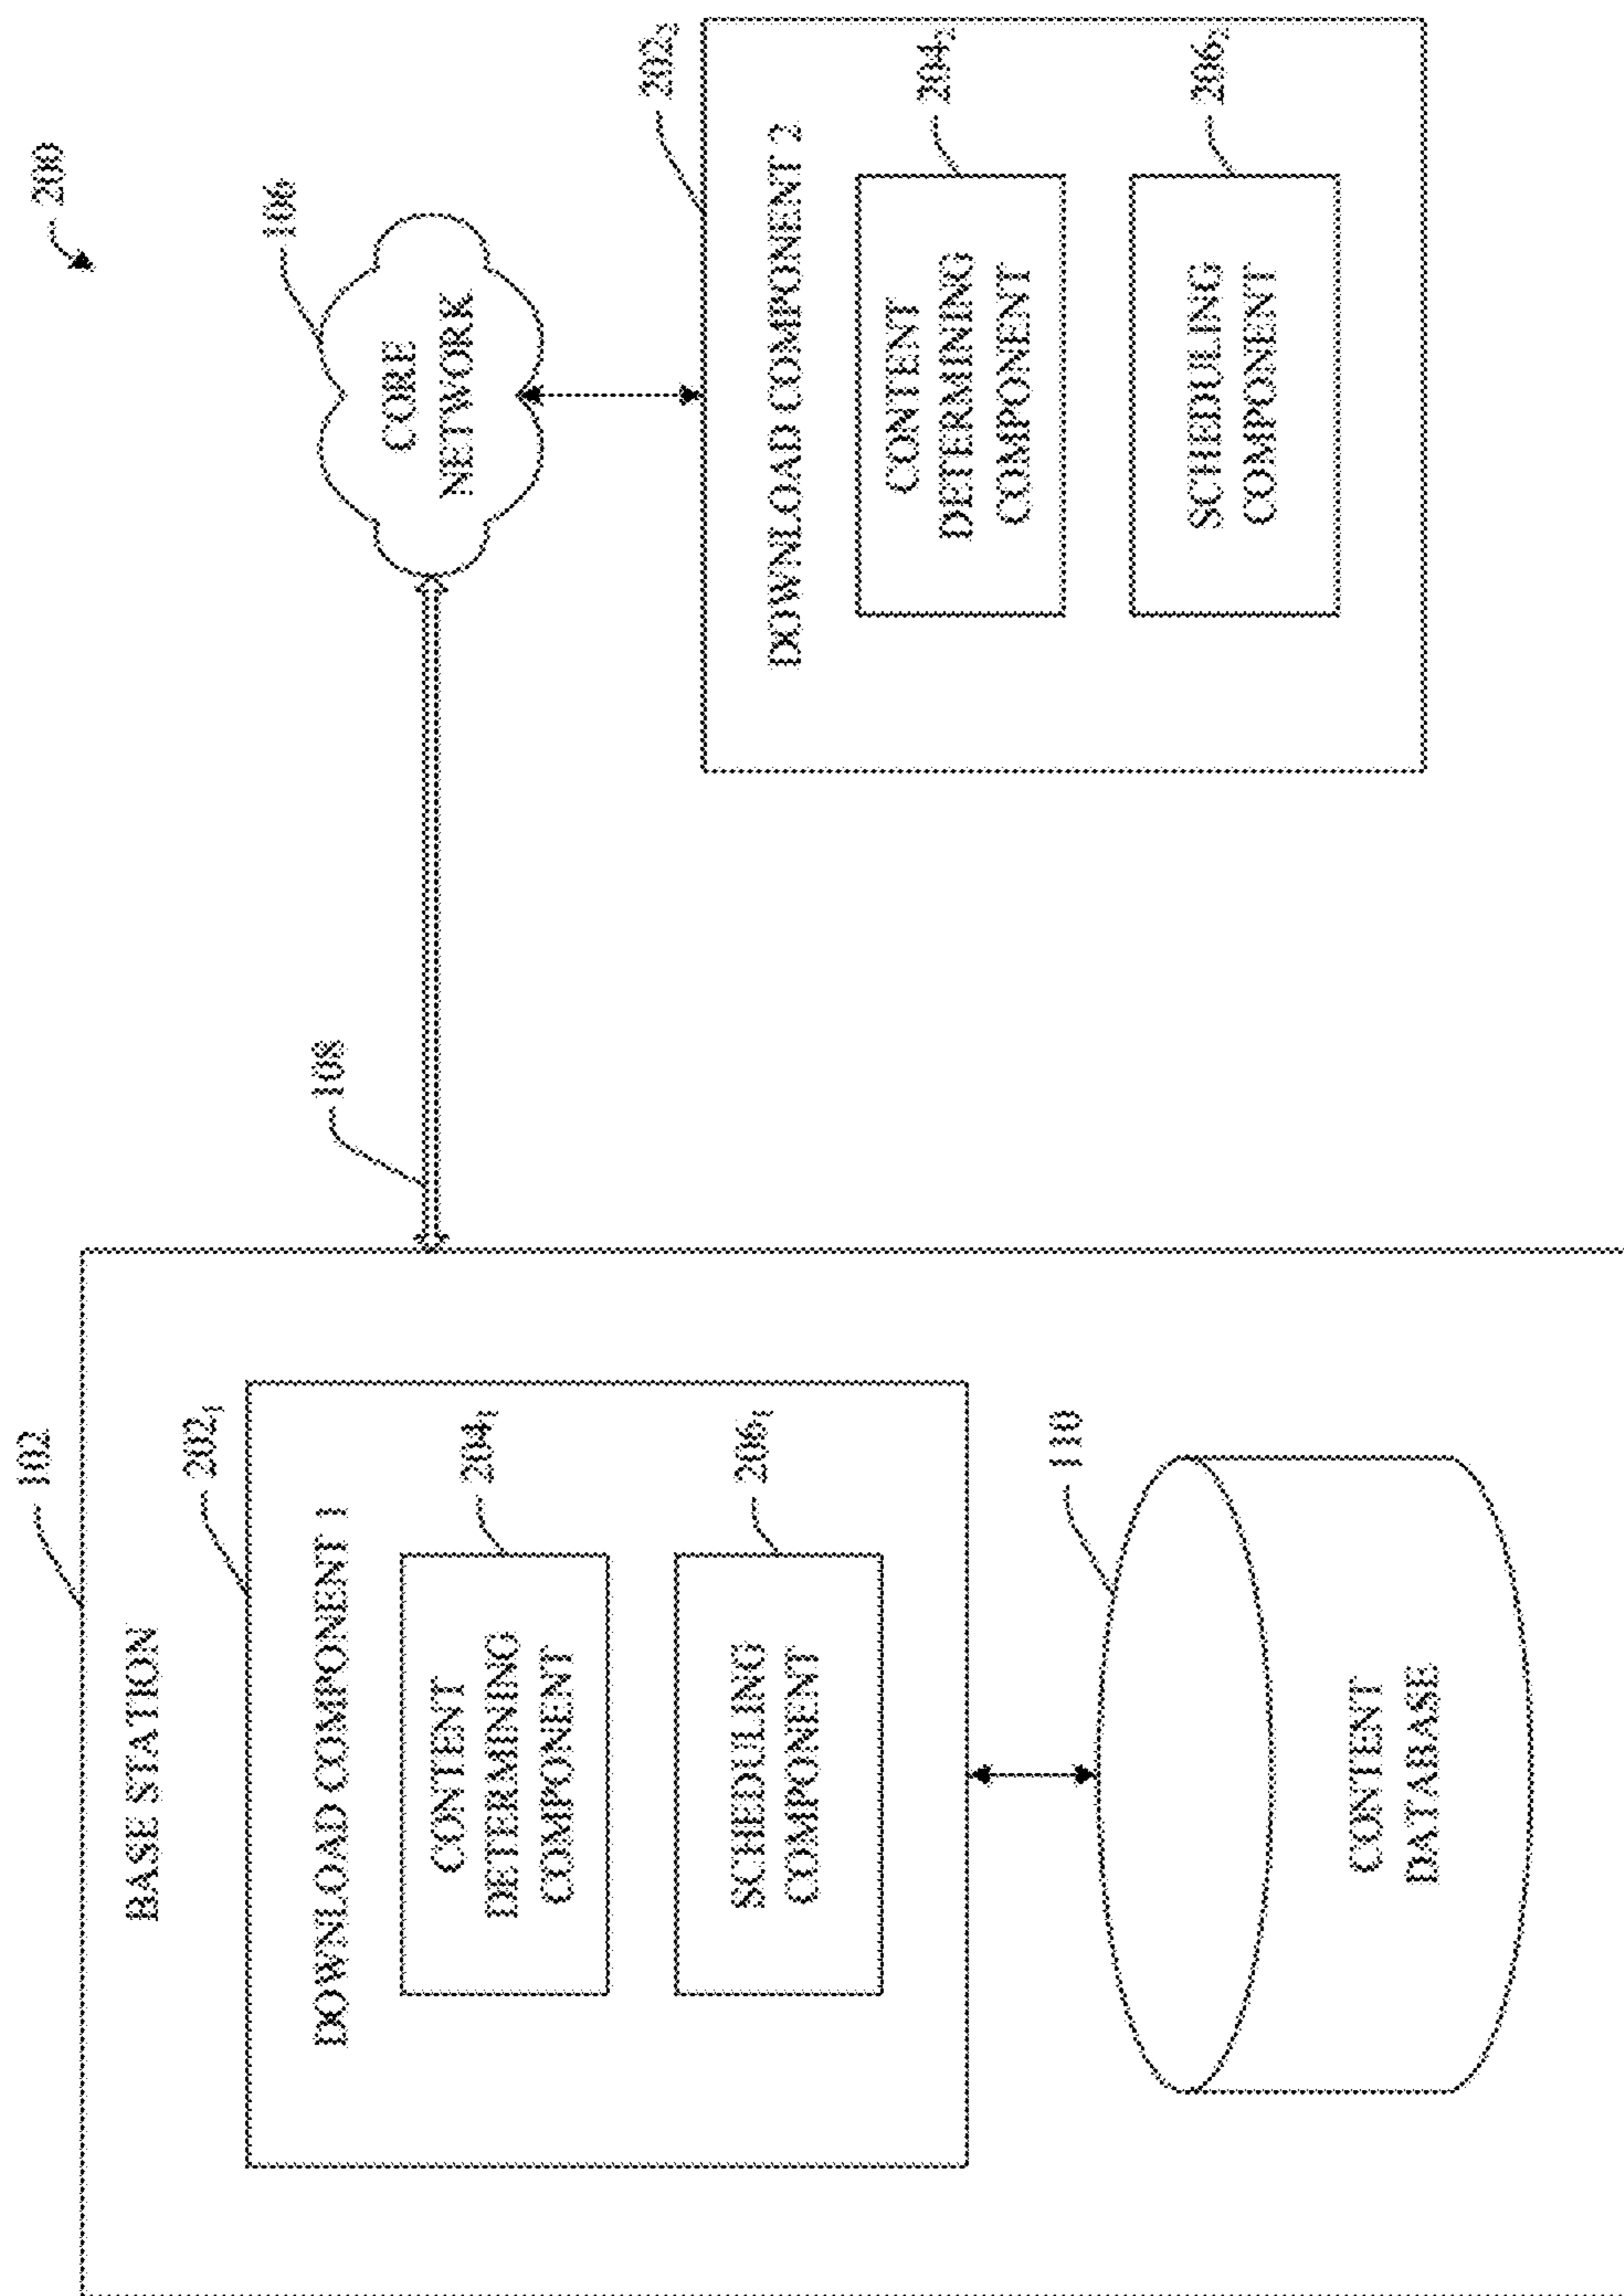 200
102
BASE STATION
202₁
DOWNLOAD COMPONENT 1
204₁
CONTENT
DETERMINING
COMPONENT
206₁
SCHEDULING
COMPONENT
110
CONTENT
DATABASE
108
106
CORE
NETWORK
202₂
DOWNLOAD COMPONENT 2
204₂
CONTENT
DETERMINING
COMPONENT
206₂
SCHEDULING
COMPONENT